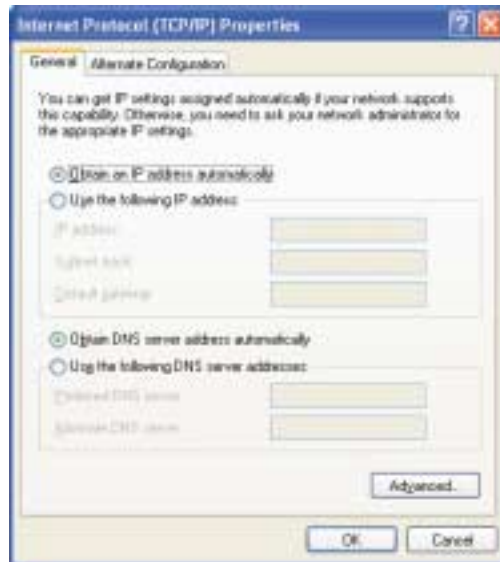 Internet Protocol (TCP/IP) Properties
General
Alternate Configuration
You can get IP settings assigned automatically if your network supports
this capability. Otherwise, you need to ask your network administrator for
the appropriate IP settings.
Obtain an IP address automatically
Use the following IP address:
IP address:
Subnet mask:
Default gateway:
Obtain DNS server address automatically
Use the following DNS server addresses:
Preferred DNS server:
Alternate DNS server:
Advanced...
OK
Cancel